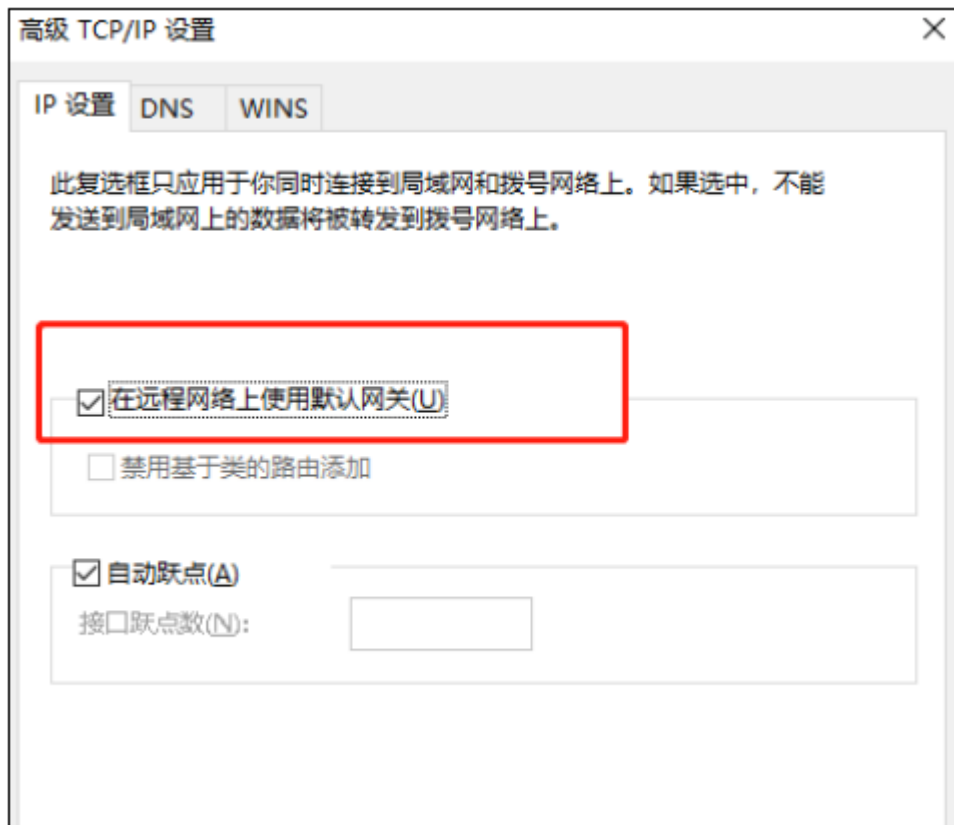 高级 TCP/IP 设置
IP 设置 DNS WINS
此复选框只应用于你同时连接到局域网和拨号网络上。如果选中，不能
发送到局域网上的数据将被转发到拨号网络上。
在远程网络上使用默认网关(U)
禁用基于类的路由添加
自动跃点(A)
接口跃点数(N):